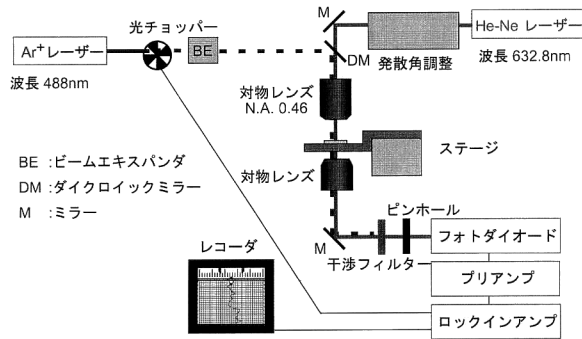 M
He-Ne レーザー
波長 632.8nm
発散角調整
光チョッパー
Ar⁺レーザー
波長 488nm
BE
DM
対物レンズ
N.A. 0.46
ステージ
対物レンズ
BE :ビームエキスパンダ
DM :ダイクロイックミラー
M :ミラー
M
ピンホール
干渉フィルター
フォトダイオード
プリアンプ
ロックインアンプ
レコーダ